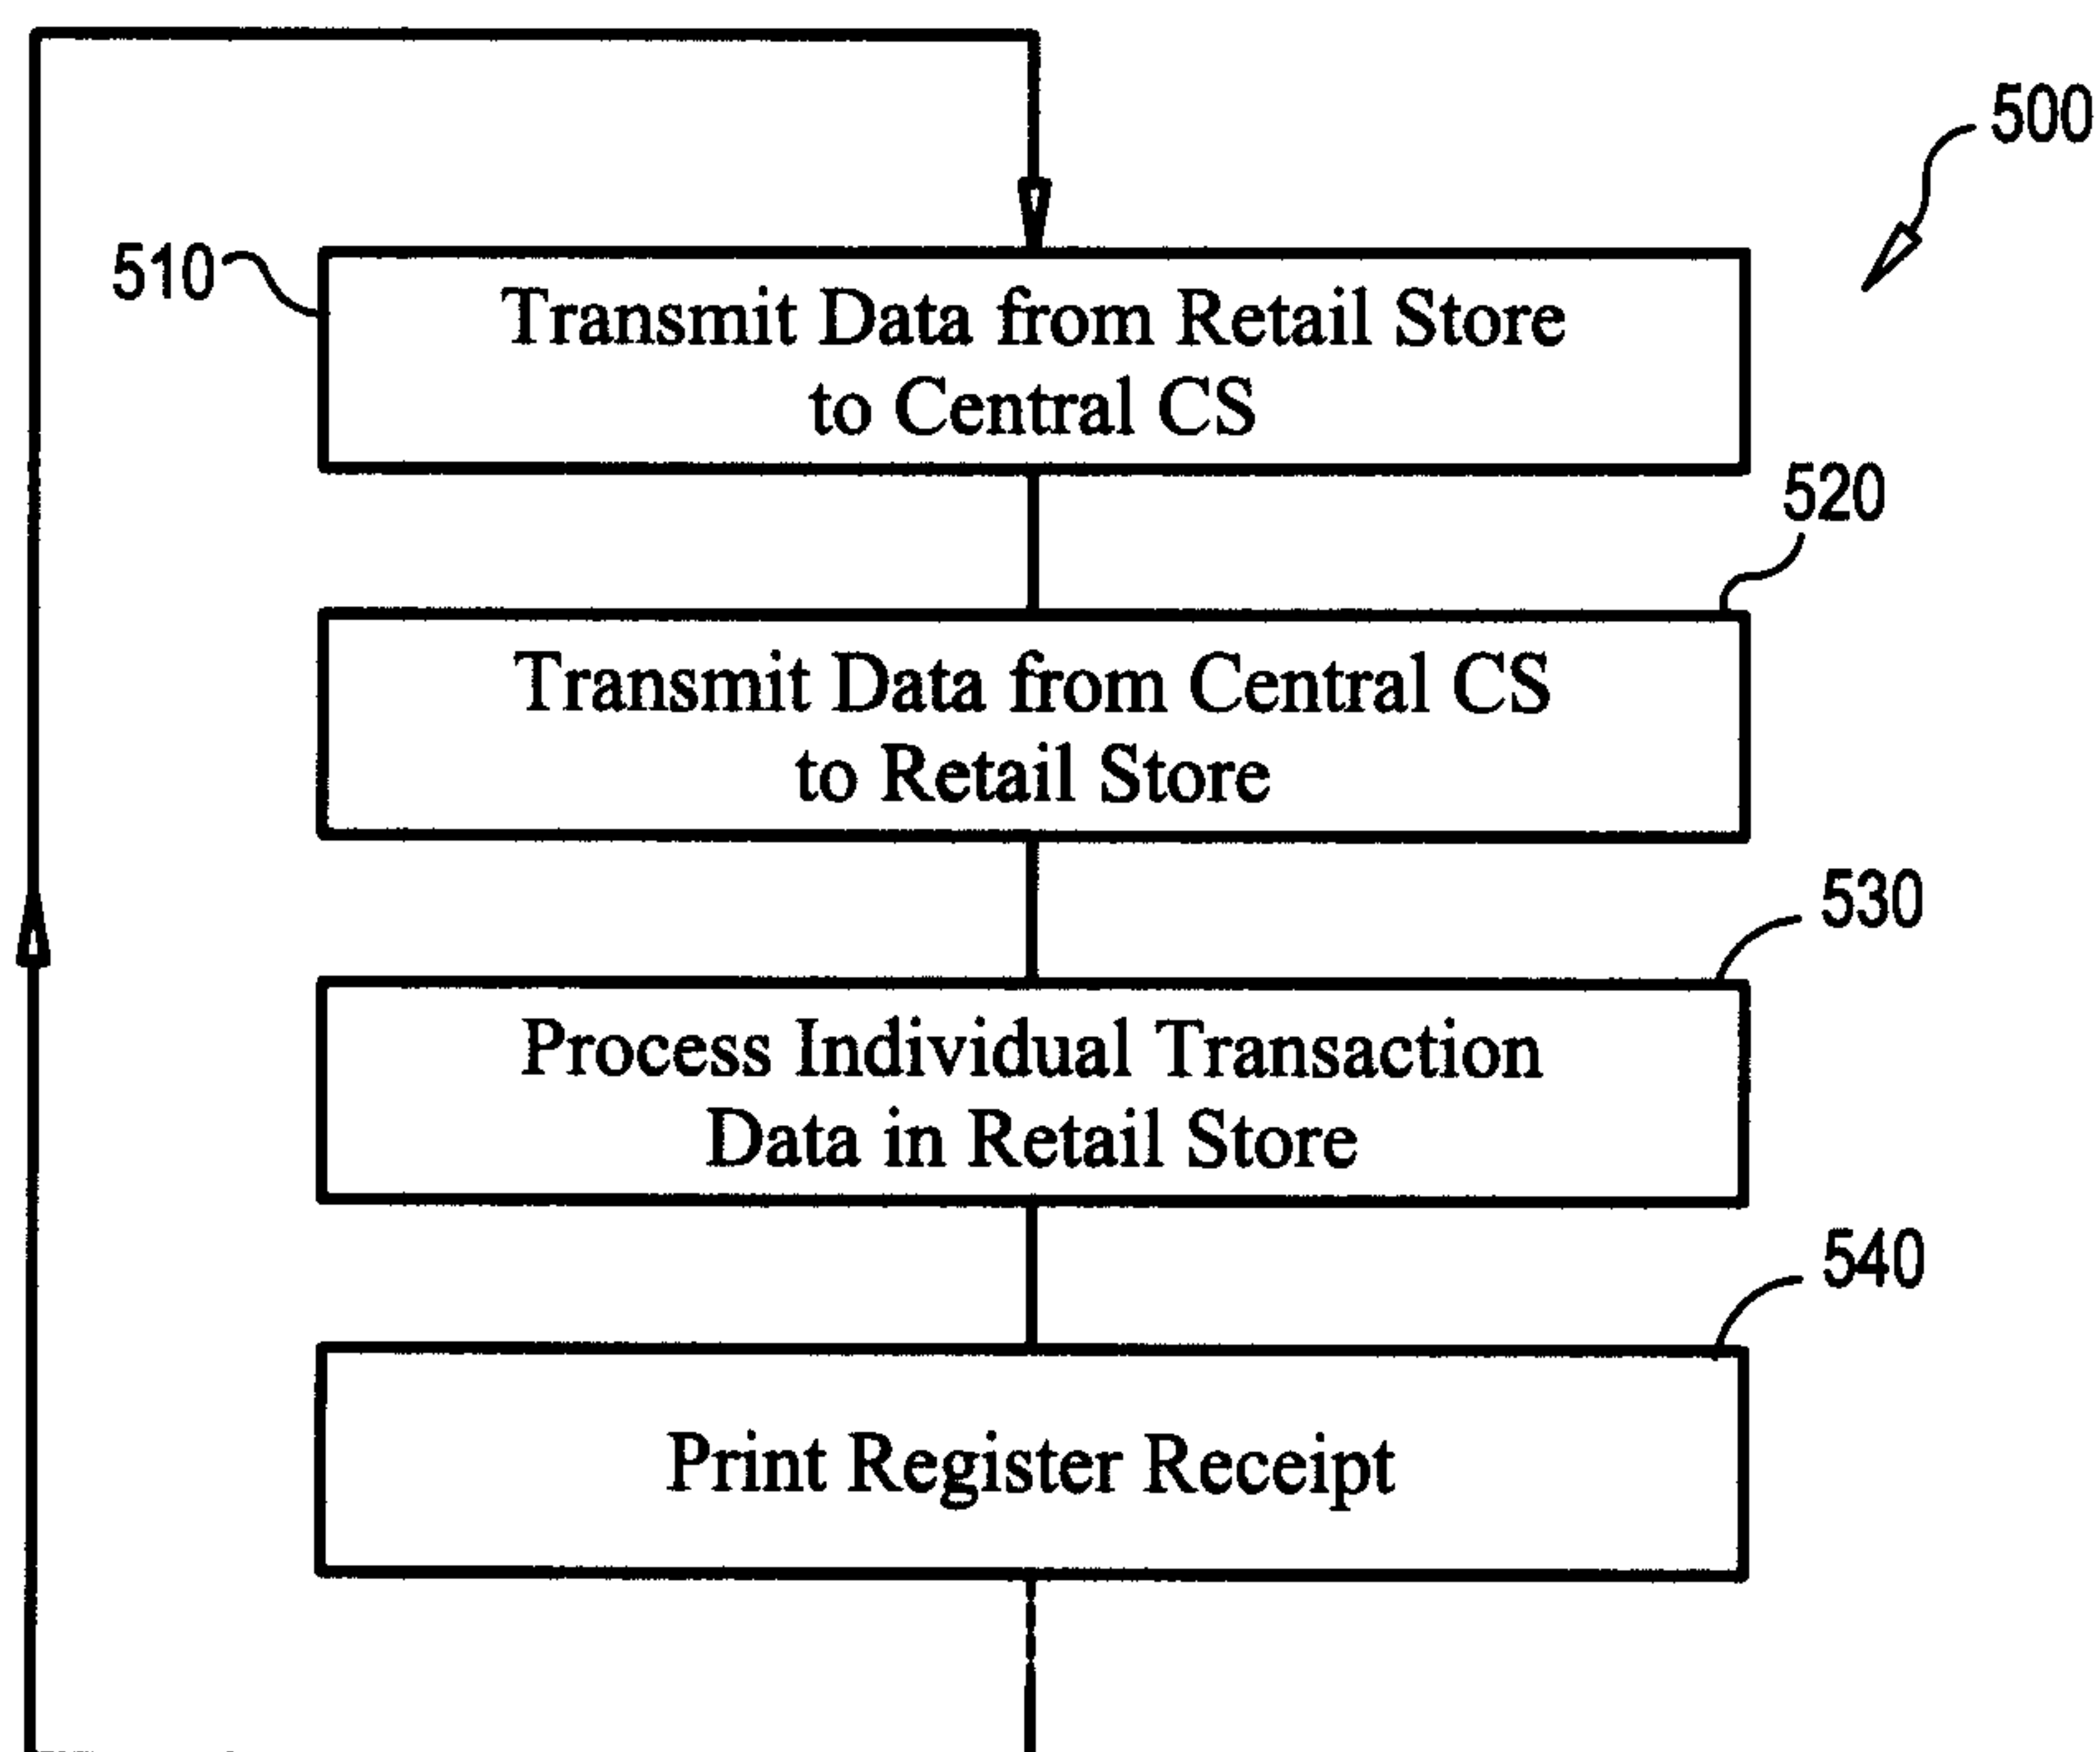 500
510
Transmit Data from Retail Store
to Central CS
520
Transmit Data from Central CS
to Retail Store
530
Process Individual Transaction
Data in Retail Store
540
Print Register Receipt